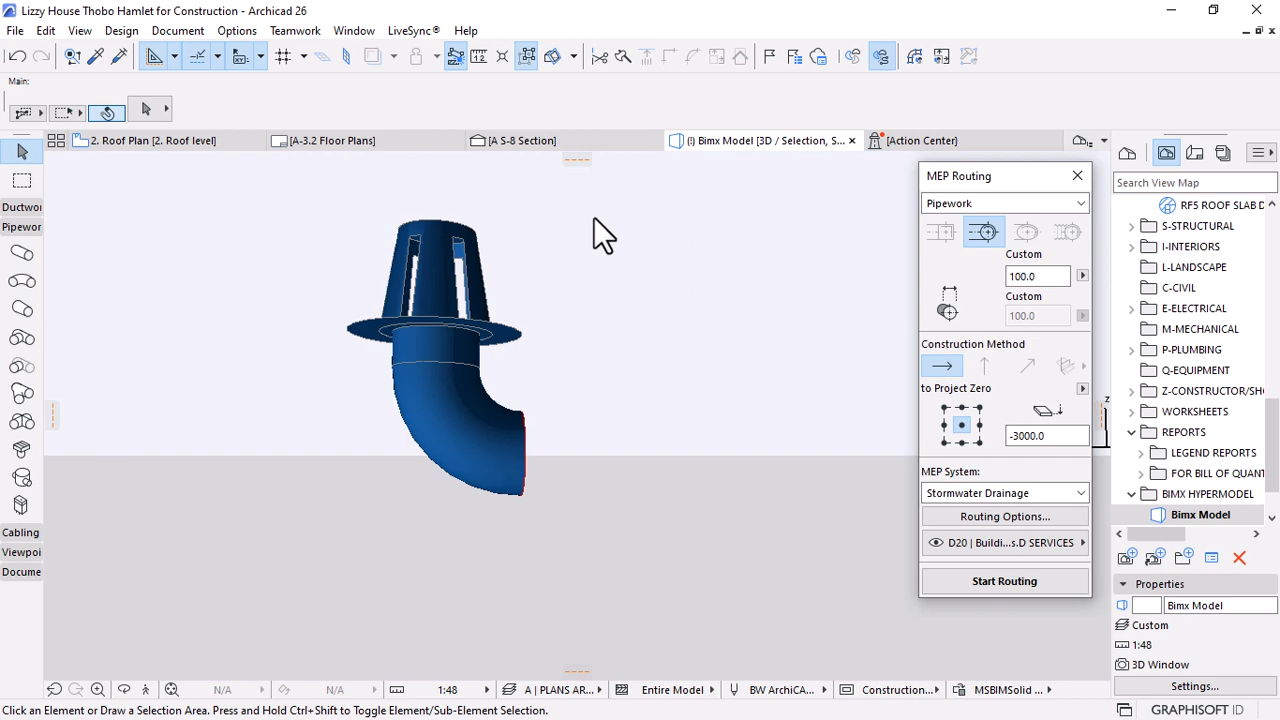 Lizzy House Thobo Hamlet for Construction - Archicad 26
File Edit View Design Document Options Teamwork Window LiveSync® Help
Main:
2. Roof Plan [2. Roof level]
[A-3.2 Floor Plans]
[A S-8 Section]
(!) Bimx Model [3D / Selection, S...
[Action Center]
Ductwo
Pipewor
Cabling
Viewpoi
Docume
z
MEP Routing
Pipework
Custom
100.0
Custom
100.0
Construction Method
to Project Zero
-3000.0
MEP System:
Stormwater Drainage
Routing Options...
D20 | Buildi...s.D SERVICES
Start Routing
Search View Map
RF5 ROOF SLAB D
S-STRUCTURAL
I-INTERIORS
L-LANDSCAPE
C-CIVIL
E-ELECTRICAL
M-MECHANICAL
P-PLUMBING
Q-EQUIPMENT
Z-CONSTRUCTOR/SH
WORKSHEETS
REPORTS
LEGEND REPORTS
FOR BILL OF QUANT
BIMX HYPERMODEL
Bimx Model
Properties
Bimx Model
Custom
1:48
3D Window
Settings...
N/A
N/A
1:48
A | PLANS AR...
Entire Model
BW ArchiCA...
Construction...
MSBIMSolid ...
Click an Element or Draw a Selection Area. Press and Hold Ctrl+Shift to Toggle Element/Sub-Element Selection.
GRAPHISOFT ID